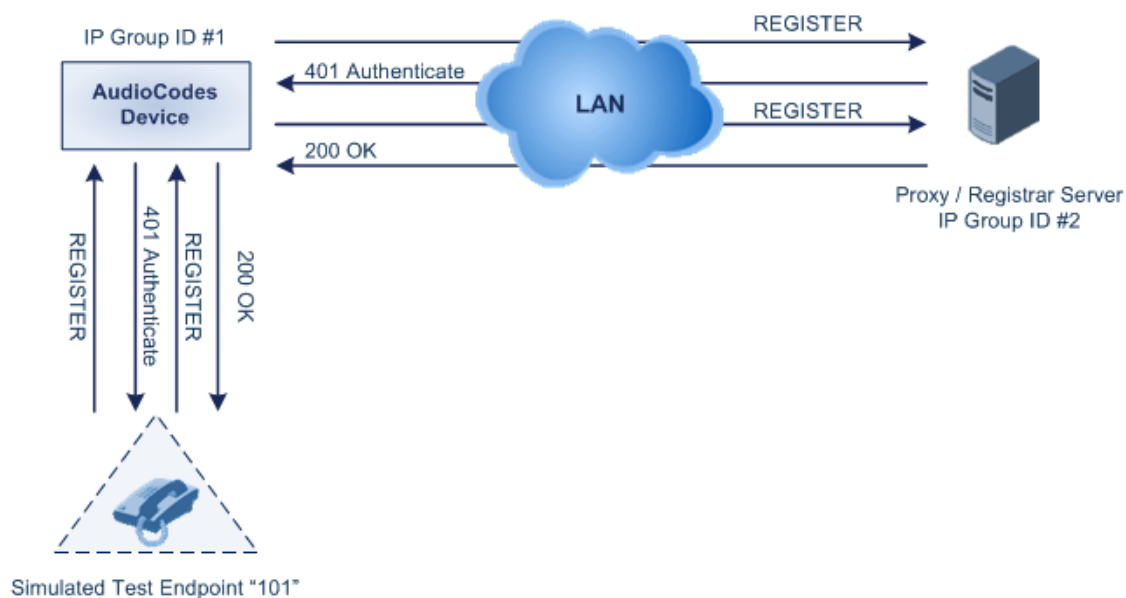 IP Group ID #1
REGISTER
401 Authenticate
AudioCodes
Device
LAN
REGISTER
200 OK
Proxy / Registrar Server
IP Group ID #2
REGISTER
401 Authenticate
REGISTER
200 OK
Simulated Test Endpoint “101”